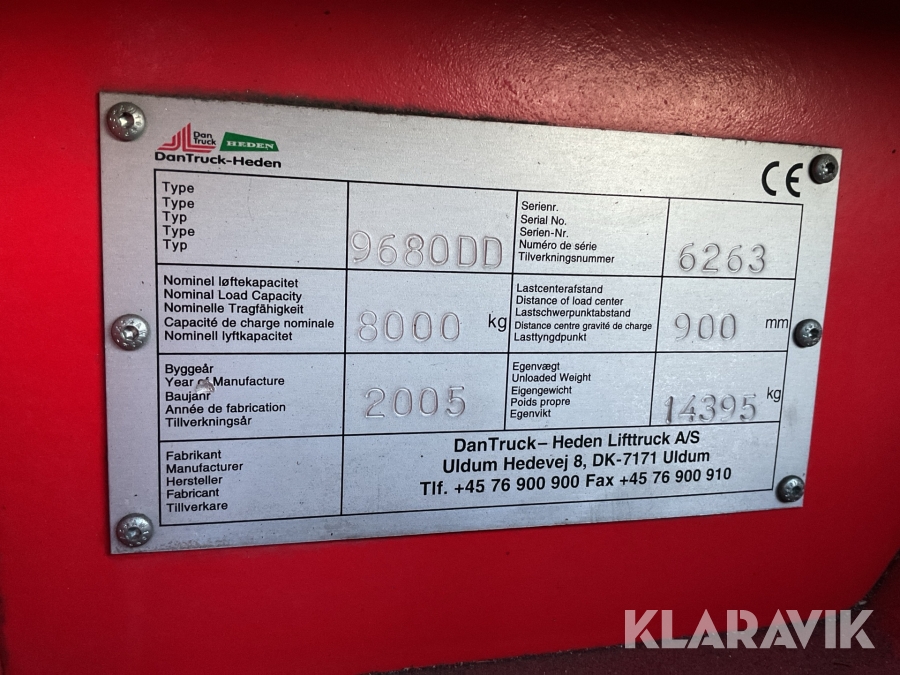 Dan
Truck
HEDEN
DanTruck-Heden
CE
Type
Type
Typ
Type
Typ
9680DD
Serienr.
Serial No.
Serien-Nr.
Numéro de série
Tilverkningsnummer
6263
Nominel løftekapacitet
Nominal Load Capacity
Nominelle Tragfähigkeit
Capacité de charge nominale
Nominell lyftkapacitet
8000 kg
Lastcenterafstand
Distance of load center
Lastschwerpunktabstand
Distance centre gravité de charge
Lasttyngdpunkt
900 mm
Byggeår
Year of Manufacture
Baujahr
Année de fabrication
Tillverkningsår
2005
Egenvægt
Unloaded Weight
Eigengewicht
Poids propre
Egenvikt
14395 kg
Fabrikant
Manufacturer
Hersteller
Fabricant
Tillverkare
DanTruck- Heden Lifttruck A/S
Uldum Hedevej 8, DK-7171 Uldum
Tlf. +45 76 900 900 Fax +45 76 900 910
KLARAVIK